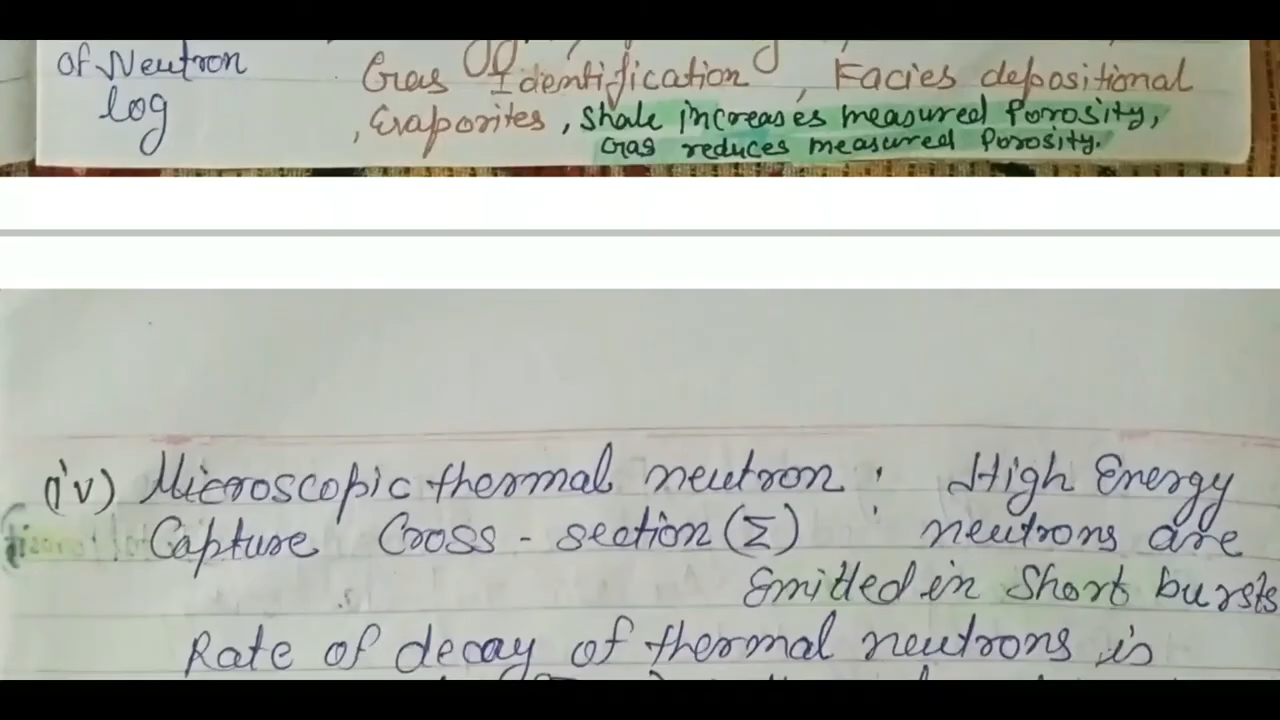 of Neutron
log
Gas Identification, Facies depositional
, Evaporites, Shale increases measured Porosity,
Gas reduces measured Porosity.
(iv) Microscopic thermal neutron : High Energy
Capture Cross-section (Σ) neutrons are
Emitted in Short bursts
Rate of decay of thermal neutrons is